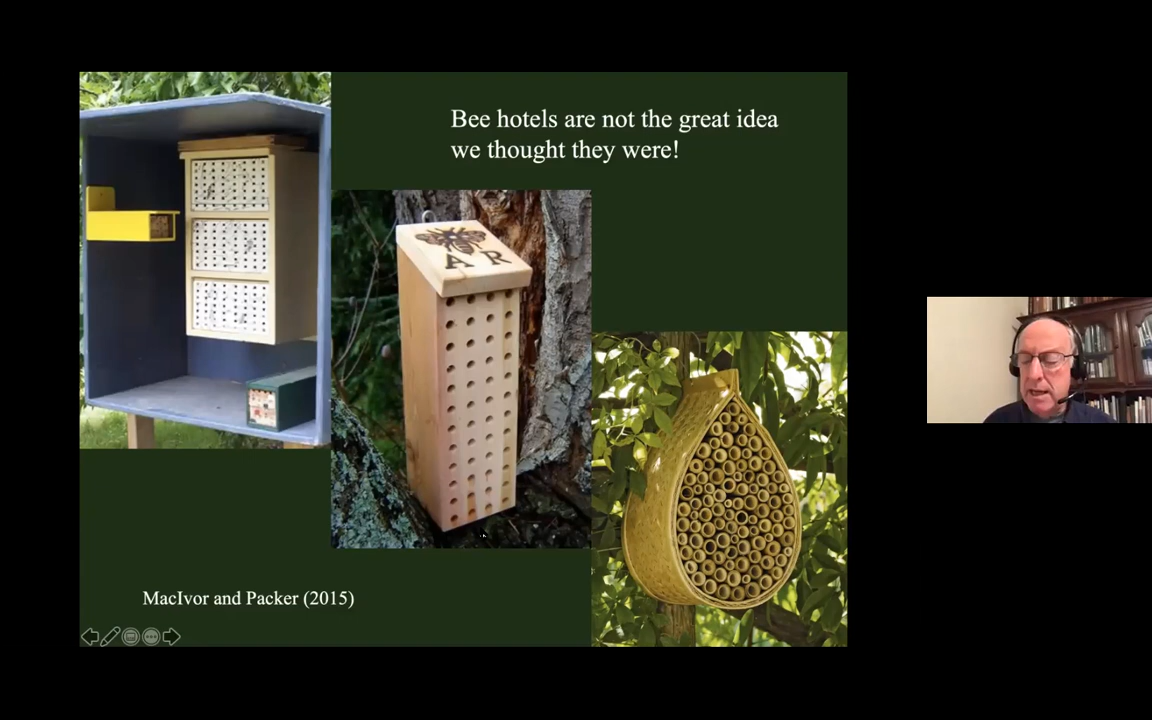 Bee hotels are not the great idea
we thought they were!
A R
MacIvor and Packer (2015)